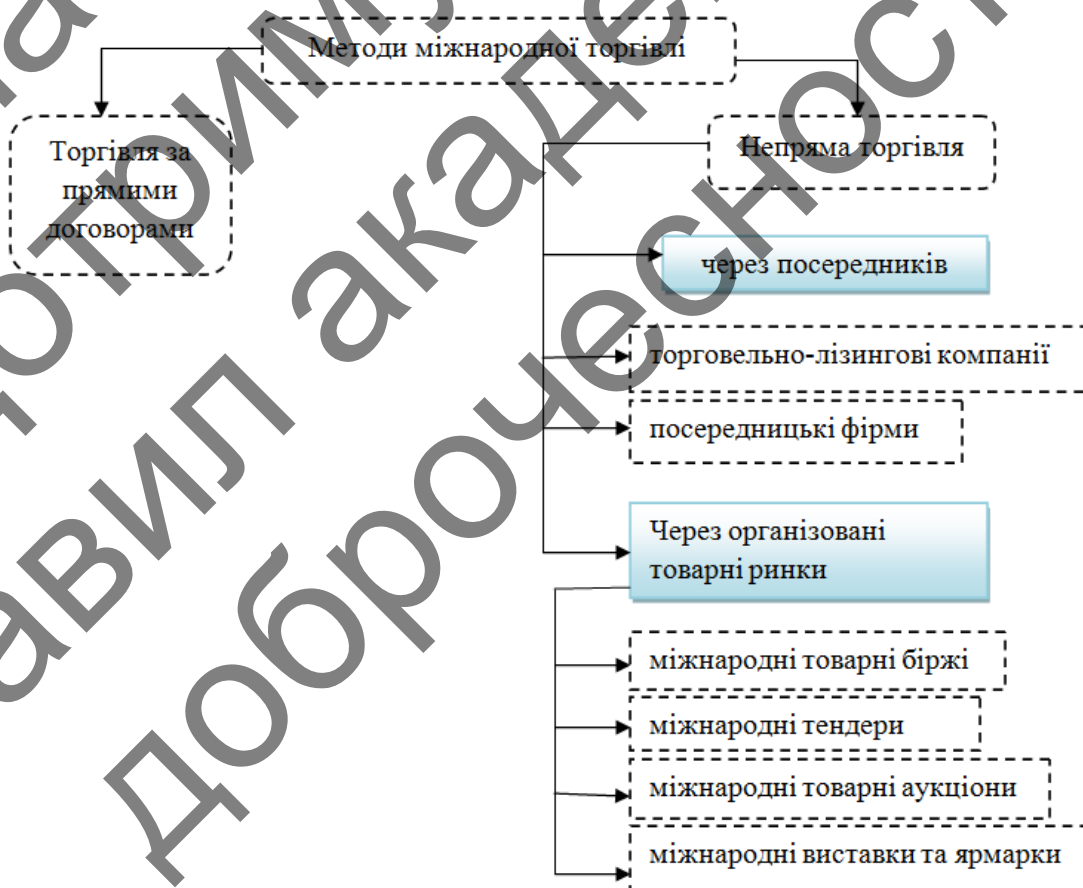 Методи міжнародної торгівлі
Торгівля за
прямими
договорами
Непряма торгівля
через посередників
торговельно-лізингові компанії
посередницькі фірми
Через організовані
товарні ринки
міжнародні товарні біржі
міжнародні тендери
міжнародні товарні аукціони
міжнародні виставки та ярмарки
доброчесност